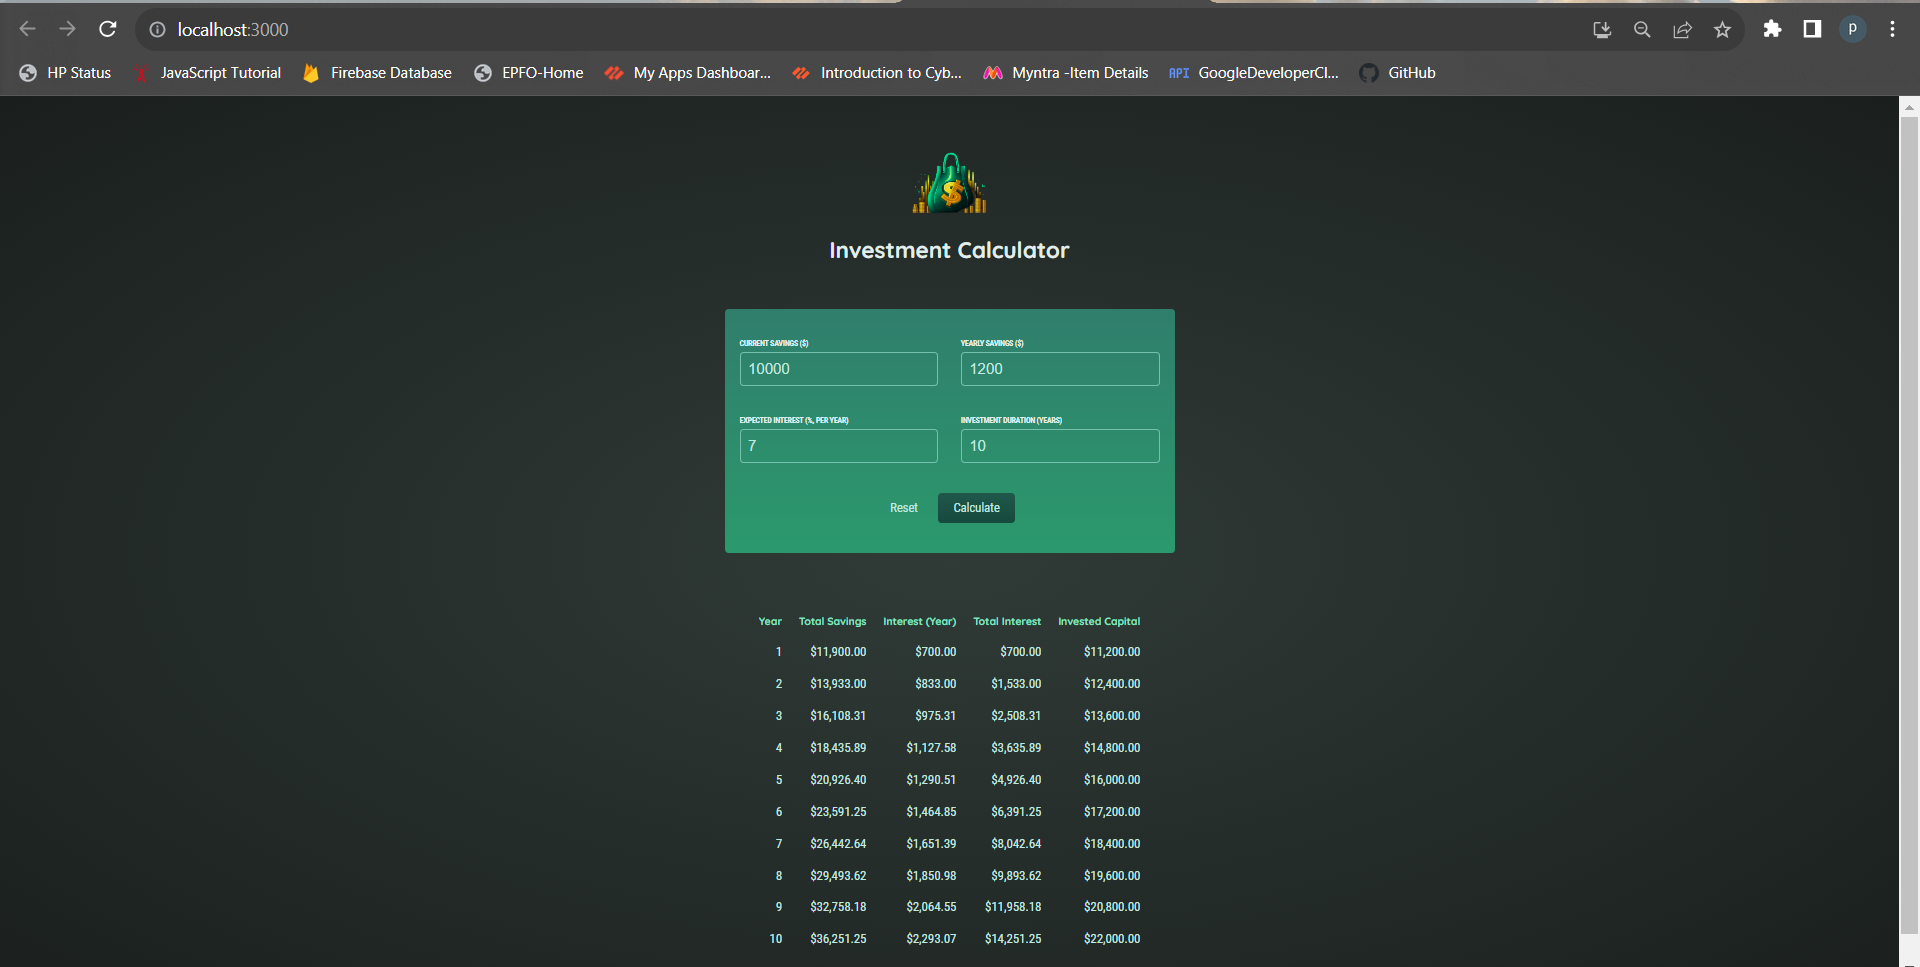 localhost:3000
p
HP Status JavaScript Tutorial Firebase Database EPFO-Home My Apps Dashboar... Introduction to Cyb... Myntra -Item Details API GoogleDeveloperCl... GitHub
$
Investment Calculator
CURRENT SAVINGS ($) YEARLY SAVINGS ($)
10000 1200
EXPECTED INTEREST (%, PER YEAR) INVESTMENT DURATION (YEARS)
7 10
Reset Calculate
Year Total Savings Interest (Year) Total Interest Invested Capital
1 $11,900.00 $700.00 $700.00 $11,200.00
2 $13,933.00 $833.00 $1,533.00 $12,400.00
3 $16,108.31 $975.31 $2,508.31 $13,600.00
4 $18,435.89 $1,127.58 $3,635.89 $14,800.00
5 $20,926.40 $1,290.51 $4,926.40 $16,000.00
6 $23,591.25 $1,464.85 $6,391.25 $17,200.00
7 $26,442.64 $1,651.39 $8,042.64 $18,400.00
8 $29,493.62 $1,850.98 $9,893.62 $19,600.00
9 $32,758.18 $2,064.55 $11,958.18 $20,800.00
10 $36,251.25 $2,293.07 $14,251.25 $22,000.00